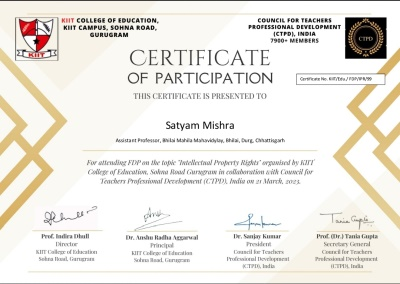 KIIT COLLEGE OF EDUCATION,
KIIT CAMPUS, SOHNA ROAD,
GURUGRAM
COUNCIL FOR TEACHERS
PROFESSIONAL DEVELOPMENT
(CTPD), INDIA
7900+ MEMBERS
KIIT
CTPD
CERTIFICATE
OF PARTICIPATION
THIS CERTIFICATE IS PRESENTED TO
Certificate No. KIIT/Edu./ FDP/IPR/99
Satyam Mishra
Assistant Professor, Bhilai Mahila Mahavidylay, Bhilai, Durg, Chhattisgarh
For attending FDP on the topic "Intellectual Property Rights" organised by KIIT
College of Education, Sohna Road Gurugram in collaboration with Council for
Teachers Professional Development (CTPD), India on 21 March, 2023.
Tania Gupta
Prof. Indira Dhull
Director
KIIT College of Education
Sohna Road, Gurugram
Dr. Anshu Radha Aggarwal
Principal
KIIT College of Education
Sohna Road, Gurugram
Dr. Sanjay Kumar
President
Council for Teachers
Professional Development
(CTPD), India
Prof. (Dr.) Tania Gupta
Secretary General
Council for Teachers
Professional Development
(CTPD), India